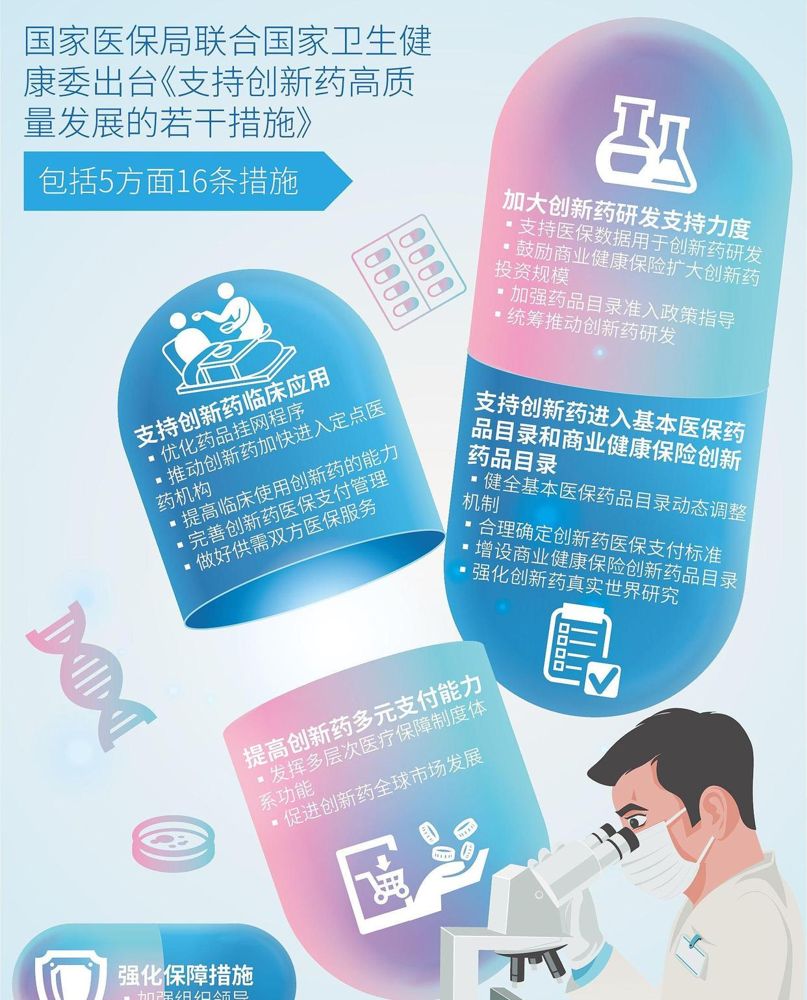 国家医保局联合国家卫生健
康委出台《支持创新药高质
量发展的若干措施》
包括5方面16条措施
加大创新药研发支持力度
▪ 支持医保数据用于创新药研发
▪ 鼓励商业健康保险扩大创新药
投资规模
▪ 加强药品目录准入政策指导
▪ 统筹推动创新药研发
支持创新药进入基本医保药
品目录和商业健康保险创新
药品目录
▪ 健全基本医保药品目录动态调整
机制
▪ 合理确定创新药医保支付标准
▪ 增设商业健康保险创新药品目录
▪ 强化创新药真实世界研究
支持创新药临床应用
▪ 优化药品挂网程序
▪ 推动创新药加快进入定点医
药机构
▪ 提高临床使用创新药的能力
▪ 完善创新药医保支付管理
▪ 做好供需双方医保服务
提高创新药多元支付能力
▪ 发挥多层次医疗保障制度体
系功能
▪ 促进创新药全球市场发展
强化保障措施
▪ 加强组织领导